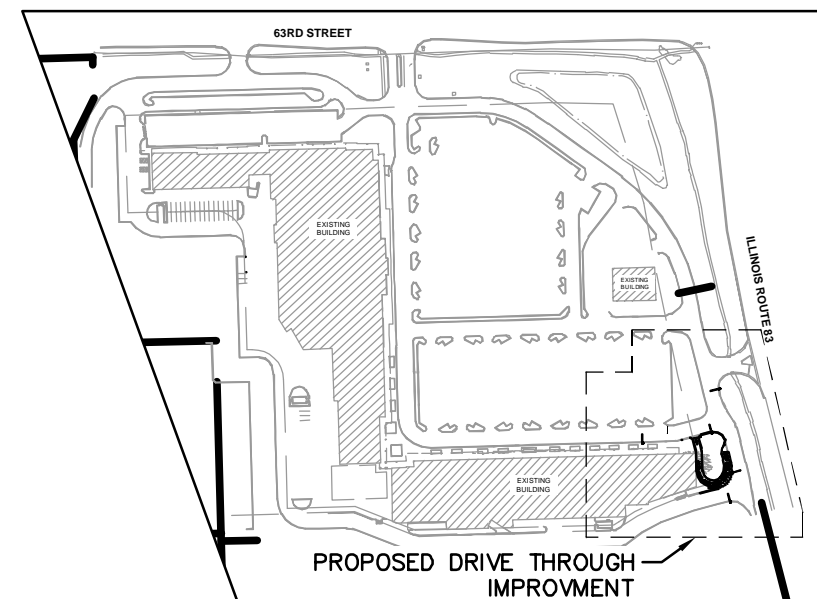 63RD STREET
EXISTING
BUILDING
EXISTING
BUILDING
ILLINOIS ROUTE 83
EXISTING
BUILDING
PROPOSED DRIVE THROUGH
IMPROVMENT